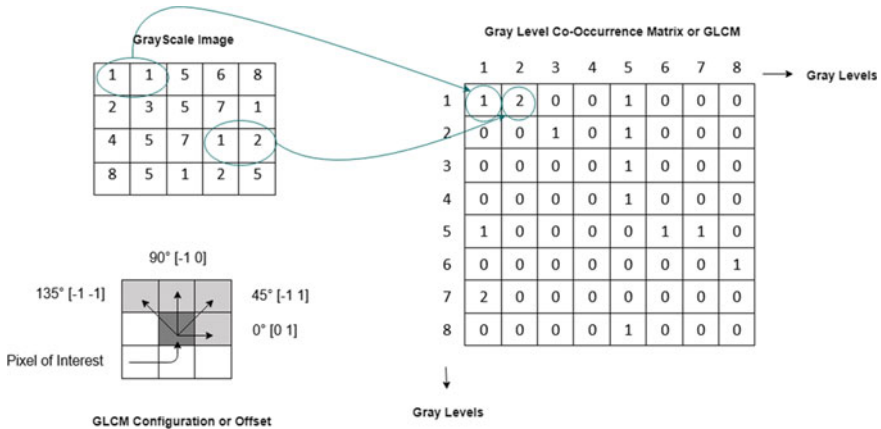 GrayScale Image
1 1 5 6 8
2 3 5 7 1
4 5 7 1 2
8 5 1 2 5
Gray Level Co-Occurrence Matrix or GLCM
1 2 3 4 5 6 7 8
Gray Levels
1 1 2 0 0 1 0 0 0
2 0 0 1 0 1 0 0 0
3 0 0 0 0 1 0 0 0
4 0 0 0 0 1 0 0 0
5 1 0 0 0 0 1 1 0
6 0 0 0 0 0 0 0 1
7 2 0 0 0 0 0 0 0
8 0 0 0 0 1 0 0 0
Gray Levels
90° [-1 0]
135° [-1 -1]
45° [-1 1]
0° [0 1]
Pixel of Interest
GLCM Configuration or Offset